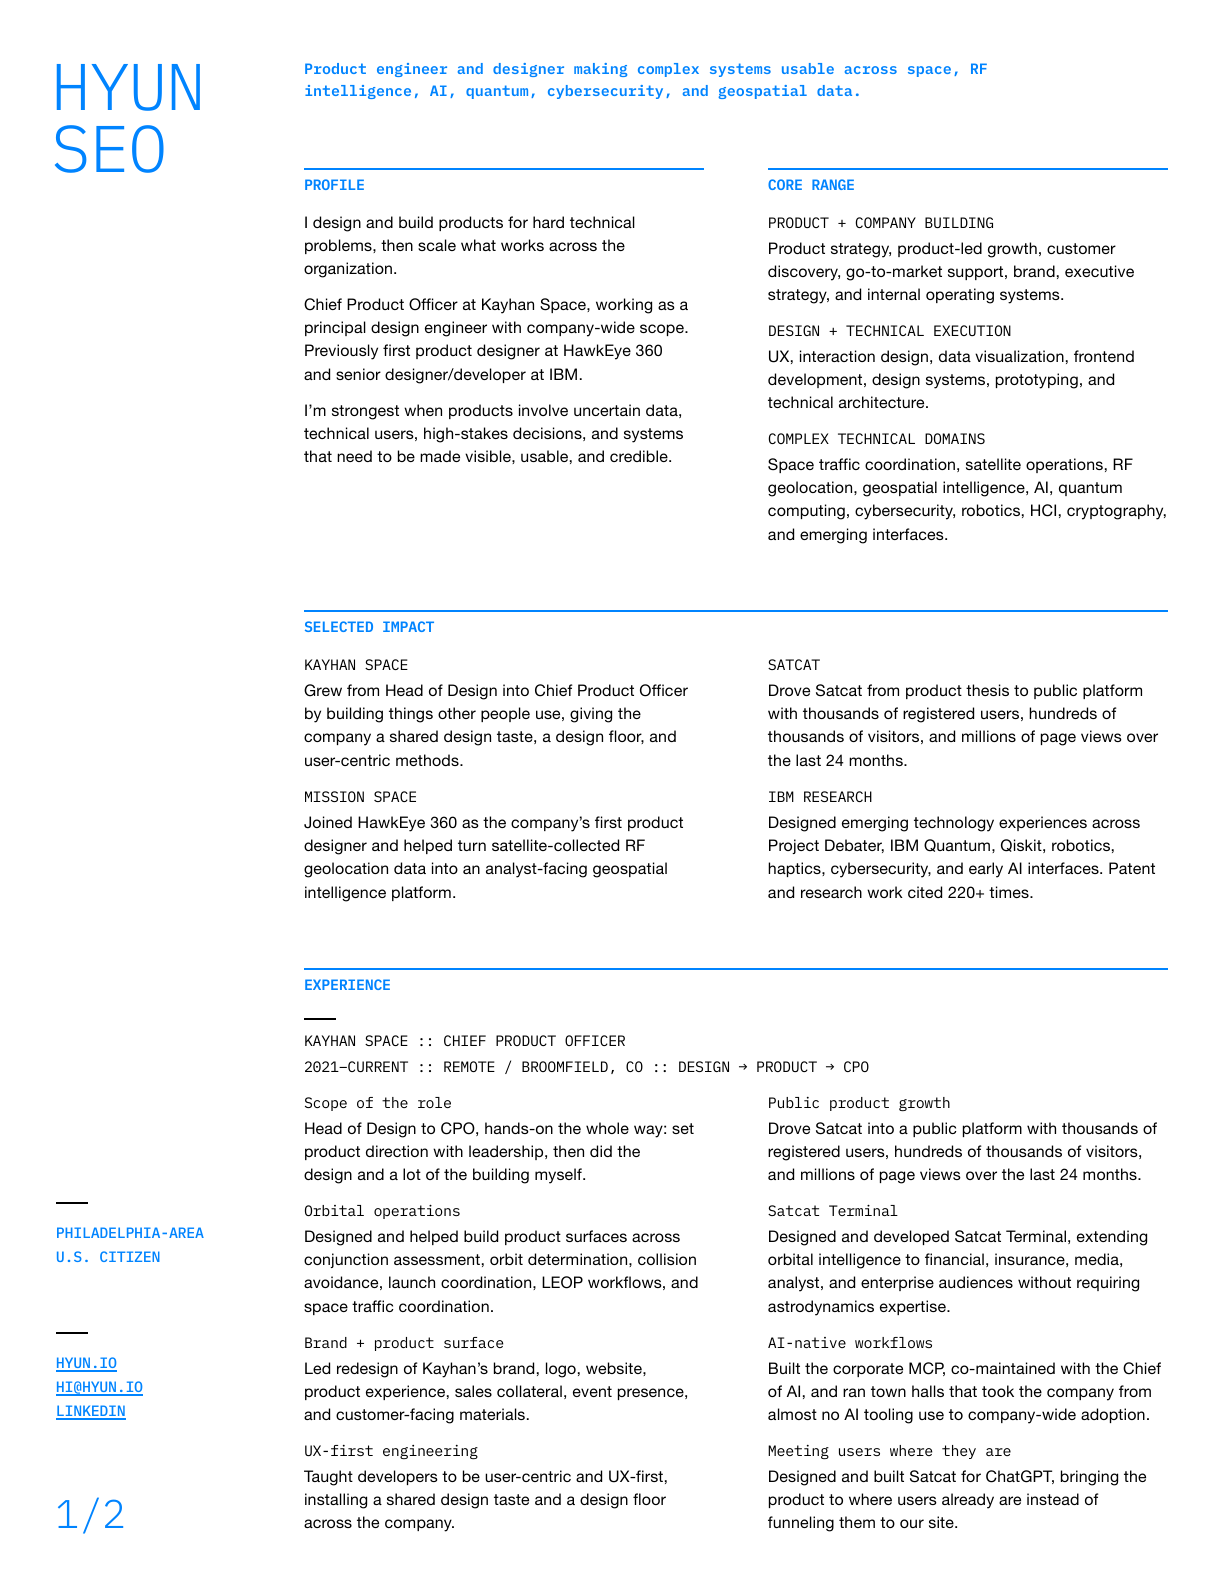 HYUN
SEO
Product engineer and designer making complex systems usable across space, RF
intelligence, AI, quantum, cybersecurity, and geospatial data.
PROFILE
I design and build products for hard technical
problems, then scale what works across the
organization.
Chief Product Officer at Kayhan Space, working as a
principal design engineer with company-wide scope.
Previously first product designer at HawkEye 360
and senior designer/developer at IBM.
I’m strongest when products involve uncertain data,
technical users, high-stakes decisions, and systems
that need to be made visible, usable, and credible.
CORE RANGE
PRODUCT + COMPANY BUILDING
Product strategy, product-led growth, customer
discovery, go-to-market support, brand, executive
strategy, and internal operating systems.
DESIGN + TECHNICAL EXECUTION
UX, interaction design, data visualization, frontend
development, design systems, prototyping, and
technical architecture.
COMPLEX TECHNICAL DOMAINS
Space traffic coordination, satellite operations, RF
geolocation, geospatial intelligence, AI, quantum
computing, cybersecurity, robotics, HCI, cryptography,
and emerging interfaces.
SELECTED IMPACT
KAYHAN SPACE
Grew from Head of Design into Chief Product Officer
by building things other people use, giving the
company a shared design taste, a design floor, and
user-centric methods.
MISSION SPACE
Joined HawkEye 360 as the company’s first product
designer and helped turn satellite-collected RF
geolocation data into an analyst-facing geospatial
intelligence platform.
SATCAT
Drove Satcat from product thesis to public platform
with thousands of registered users, hundreds of
thousands of visitors, and millions of page views over
the last 24 months.
IBM RESEARCH
Designed emerging technology experiences across
Project Debater, IBM Quantum, Qiskit, robotics,
haptics, cybersecurity, and early AI interfaces. Patent
and research work cited 220+ times.
EXPERIENCE
KAYHAN SPACE :: CHIEF PRODUCT OFFICER
2021–CURRENT :: REMOTE / BROOMFIELD, CO :: DESIGN → PRODUCT → CPO
Scope of the role
Head of Design to CPO, hands-on the whole way: set
product direction with leadership, then did the
design and a lot of the building myself.
Orbital operations
Designed and helped build product surfaces across
conjunction assessment, orbit determination, collision
avoidance, launch coordination, LEOP workflows, and
space traffic coordination.
Brand + product surface
Led redesign of Kayhan’s brand, logo, website,
product experience, sales collateral, event presence,
and customer-facing materials.
UX-first engineering
Taught developers to be user-centric and UX-first,
installing a shared design taste and a design floor
across the company.
Public product growth
Drove Satcat into a public platform with thousands of
registered users, hundreds of thousands of visitors,
and millions of page views over the last 24 months.
Satcat Terminal
Designed and developed Satcat Terminal, extending
orbital intelligence to financial, insurance, media,
analyst, and enterprise audiences without requiring
astrodynamics expertise.
AI-native workflows
Built the corporate MCP, co-maintained with the Chief
of AI, and ran town halls that took the company from
almost no AI tooling use to company-wide adoption.
Meeting users where they are
Designed and built Satcat for ChatGPT, bringing the
product to where users already are instead of
funneling them to our site.
PHILADELPHIA-AREA
U.S. CITIZEN
HYUN.IO
HI@HYUN.IO
LINKEDIN
1/2